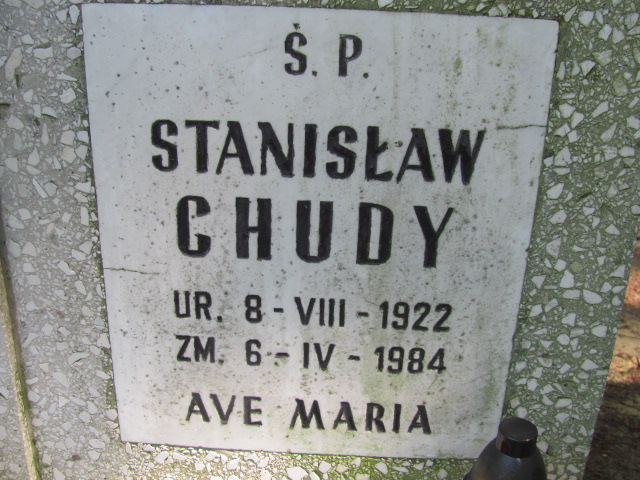 Ś. P.
STANISŁAW
CHUDY
UR. 8 - VIII - 1922
ZM. 6 - IV - 1984
AVE MARIA